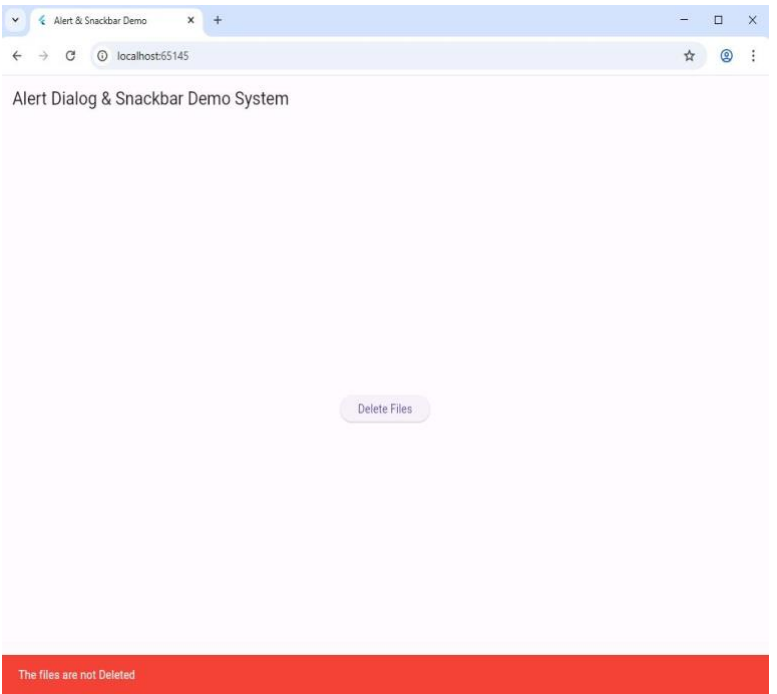 Alert & Snackbar Demo
localhost:65145
Alert Dialog & Snackbar Demo System
Delete Files
The files are not Deleted